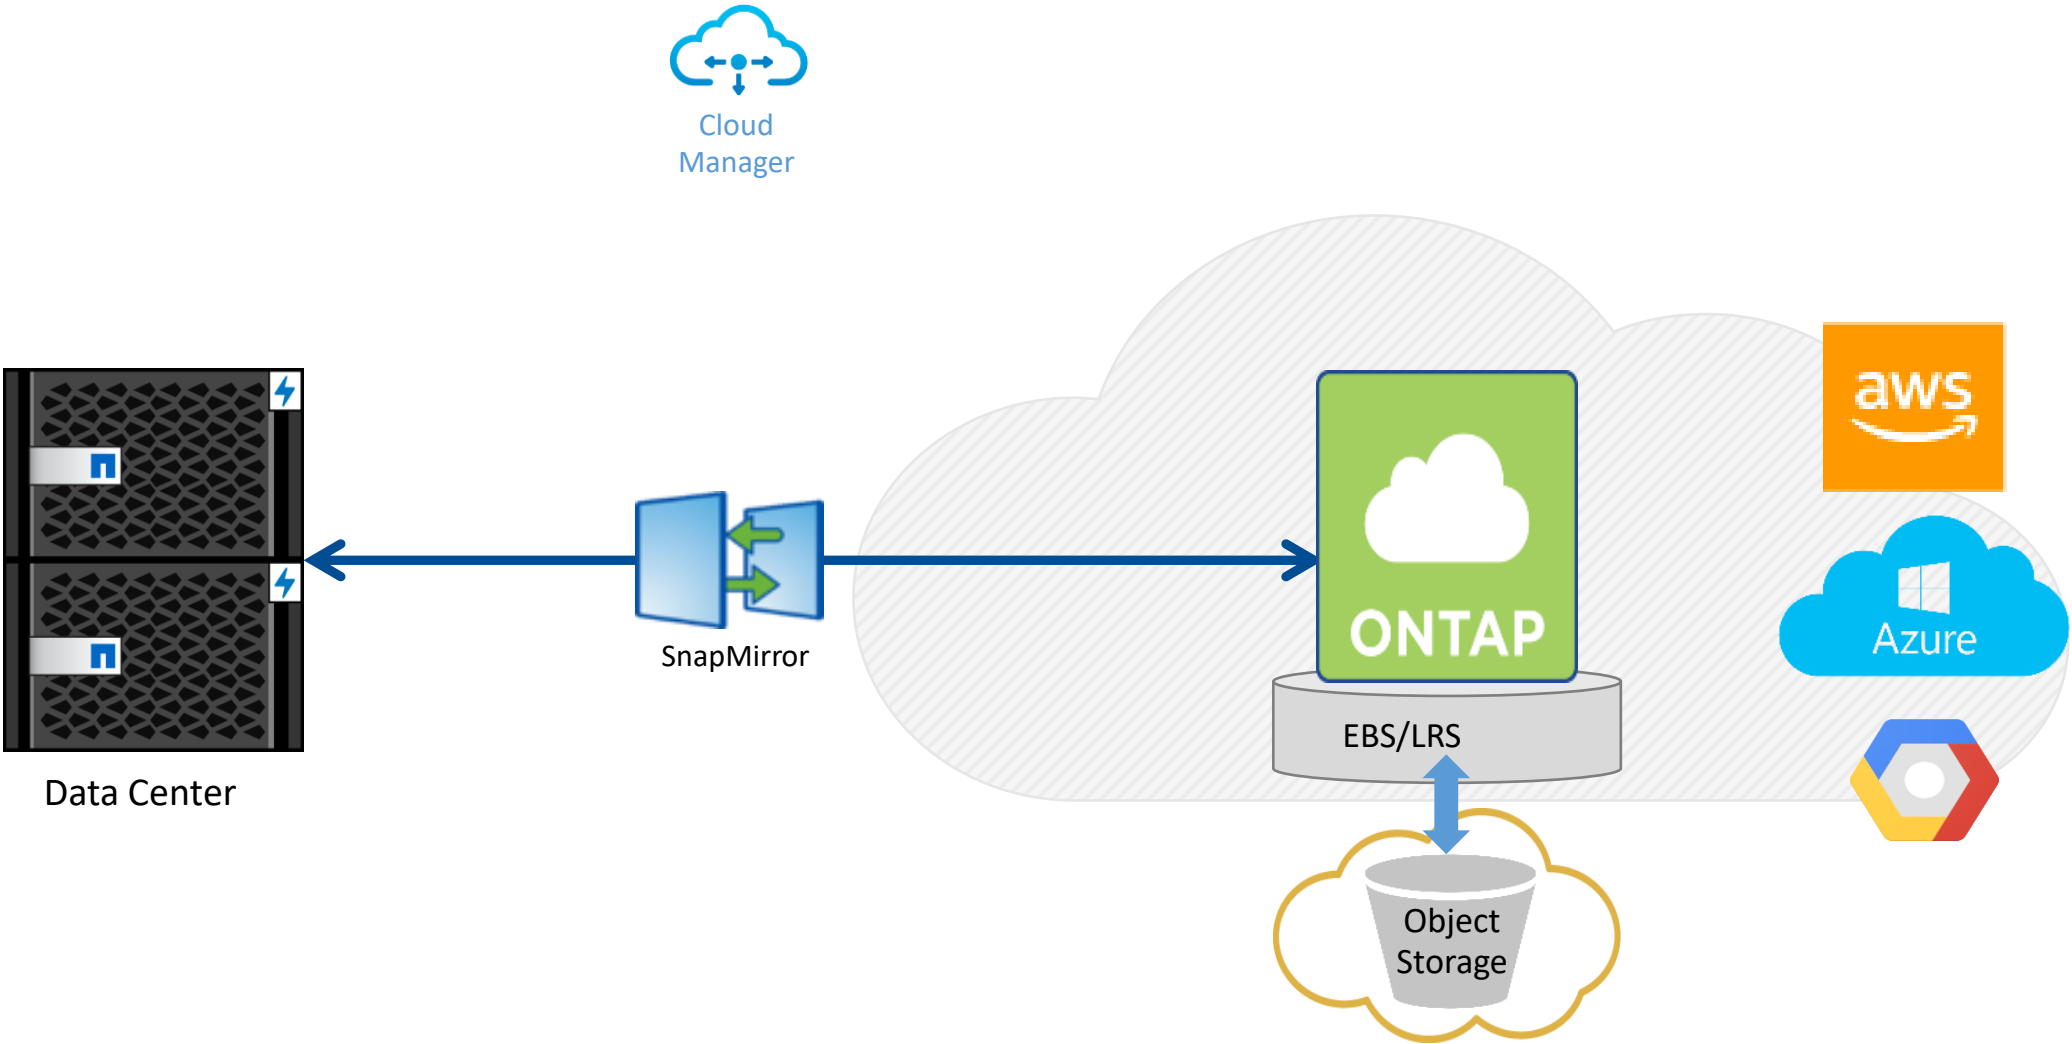 Cloud
Manager
aws
ONTAP
Azure
SnapMirror
EBS/LRS
Data Center
Object
Storage